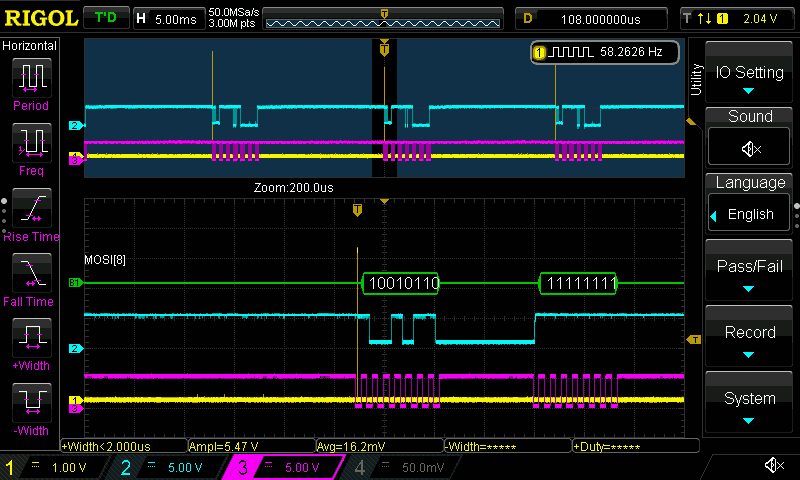 RIGOL T'D H 5.00ms 50.0MSa/s 3.00M pts D 108.000000us T 1 2.04 V
Horizontal
Period
Freq
Rise Time
Fall Time
+Width
-Width
1 58.2626 Hz
2
1
3
Zoom:200.0us
T
MOSI[8]
B1 10010110 11111111
2
T
1
3
+Width<2.000us Ampl=5.47 V Avg=16.2mV -Width=***** +Duty=*****
1 1.00 V 2 5.00 V 3 5.00 V 4 50.0mV
Utility
IO Setting
Sound
Language
English
Pass/Fail
Record
System